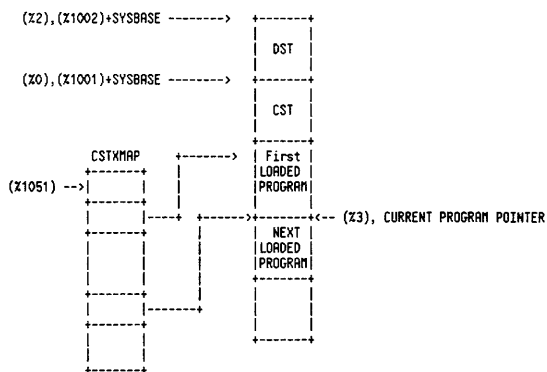 (%2),(%1002)+SYSBASE
DST
(%0),(%1001)+SYSBASE
CST
CSTXMAP
First
LOADED
PROGRAM
(%1051)
(%3), CURRENT PROGRAM POINTER
NEXT
LOADED
PROGRAM